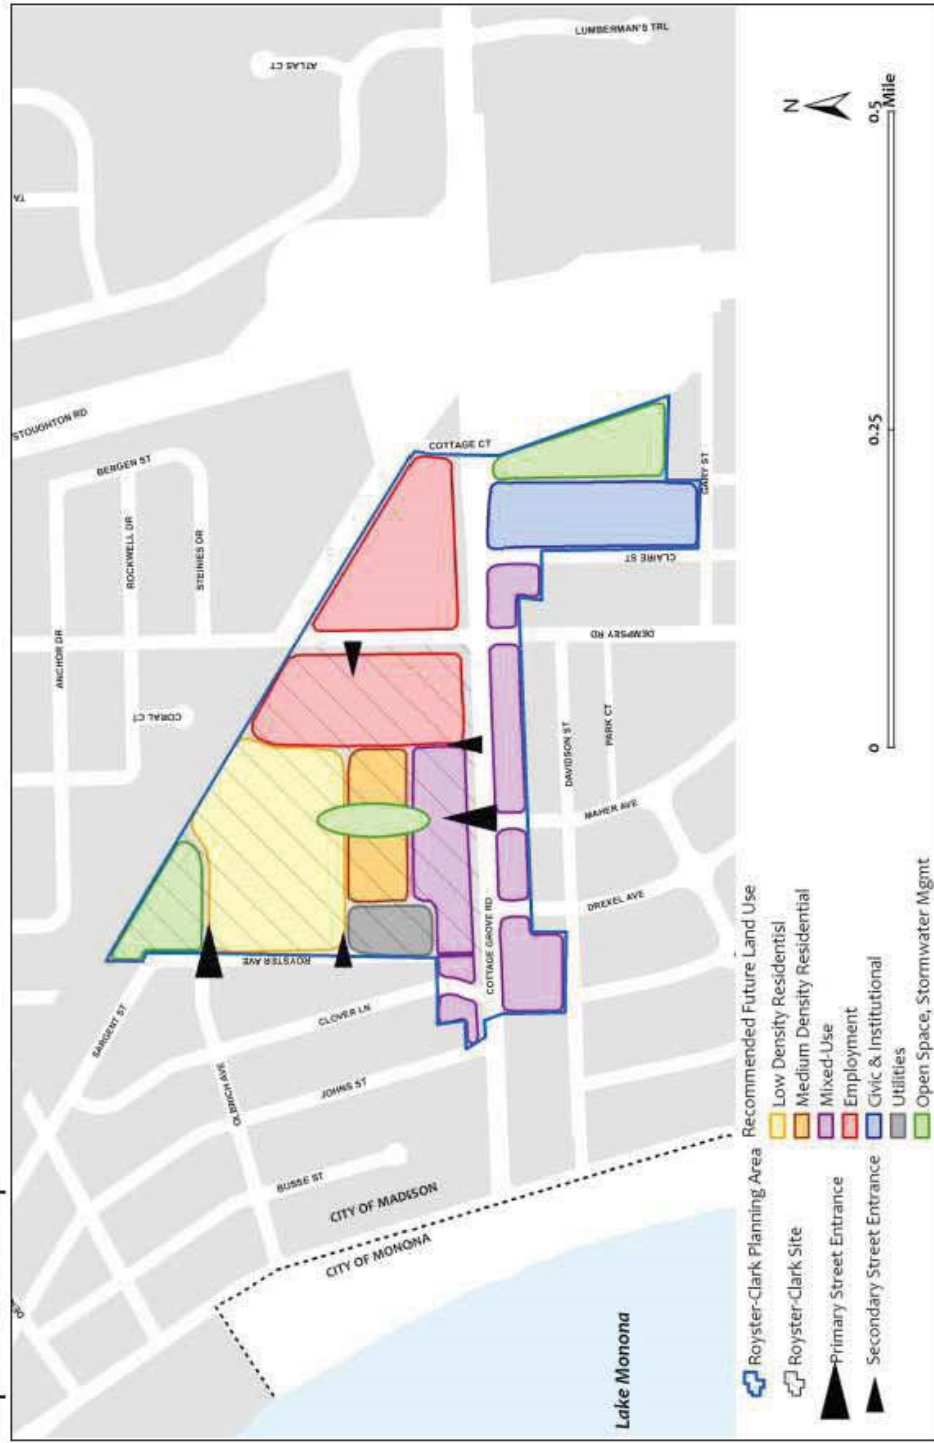 LUMBERMAN'S TRL
ATLAS CT
TA
STOUGHTON RD
BERGEN ST
ROCKWELL DR
STEINIES DR
ANCHOR DR
CORAL CT
COTTAGE CT
GARY ST
CLAIRE ST
DEMPSEY RD
DAVIDSON ST
PARK CT
MAHER AVE
DREXEL AVE
COTTAGE GROVE RD
ROYSTER AVE
CLOVER LN
SARGENT ST
OLBRICH AVE
JOHNS ST
BUSSE ST
CITY OF MADISON
CITY OF MONONA
Lake Monona
N
0
0.25
0.5
Mile
Royster-Clark Planning Area
Royster-Clark Site
Primary Street Entrance
Secondary Street Entrance
Recommended Future Land Use
Low Density Residentisl
Medium Density Residential
Mixed-Use
Employment
Civic & Institutional
Utilities
Open Space, Stormwater Mgmt